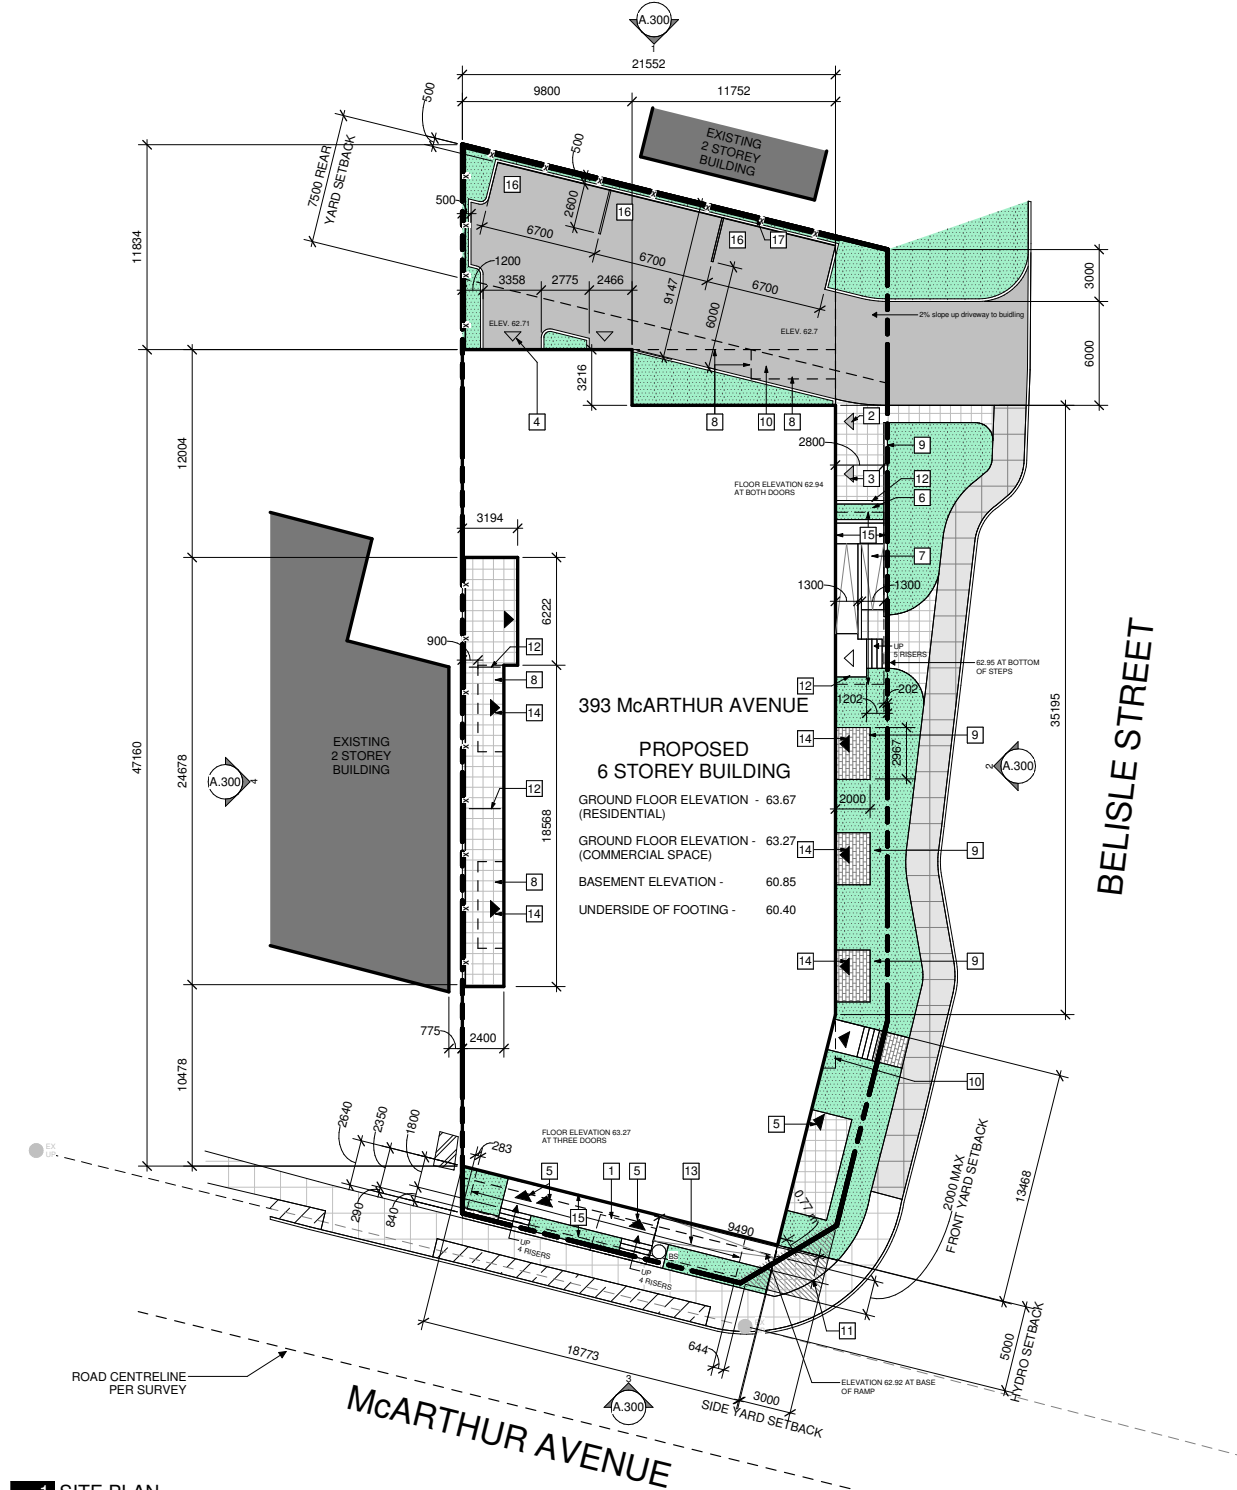 A.300
1
21552
9800
11752
500
7500 REAR
YARD SETBACK
EXISTING
2 STOREY
BUILDING
500
16
2600
16
500
6700
16
17
6700
9147
6700
6000
1200
3358
2775
2466
ELEV. 62.71
ELEV. 62.7
2% slope up driveway to buidling
3000
6000
11834
3216
4
8
10
8
2
2800
9
3
12
6
FLOOR ELEVATION 62.94
AT BOTH DOORS
12004
3194
15
7
1300
1300
6222
900
12
8
14
UP
5 RISERS
62.95 AT BOTTOM
OF STEPS
12
202
1202
393 McARTHUR AVENUE
PROPOSED
6 STOREY BUILDING
GROUND FLOOR ELEVATION - 63.67
(RESIDENTIAL)
GROUND FLOOR ELEVATION - 63.27
(COMMERCIAL SPACE)
BASEMENT ELEVATION - 60.85
UNDERSIDE OF FOOTING - 60.40
14
9
2967
2000
14
9
14
9
35195
BELISLE STREET
A.300
2
EXISTING
2 STOREY
BUILDING
A.300
4
47160
24678
12
18568
8
14
775
2400
10478
10
5
2640
2350
1800
283
FLOOR ELEVATION 63.27
AT THREE DOORS
5
1
5
13
290
840
15
UP
4 RISERS
UP
4 RISERS
BS
9490
0.77 m
2000 MAX
FRONT YARD SETBACK
13468
5000
HYDRO SETBACK
11
EX
UP
18773
644
3000
SIDE YARD SETBACK
ELEVATION 62.92 AT BASE
OF RAMP
ROAD CENTRELINE
PER SURVEY
3
A.300
McARTHUR AVENUE
1 SITE PLAN